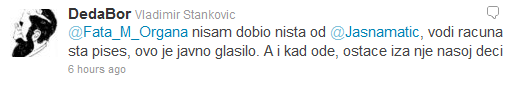 DedaBor Vladimir Stankovic
@Fata_M_Organa nisam dobio nista od @Jasnamatic, vodi racuna
sta pises, ovo je javno glasilo. A i kad ode, ostace iza nje nasoj deci
6 hours ago